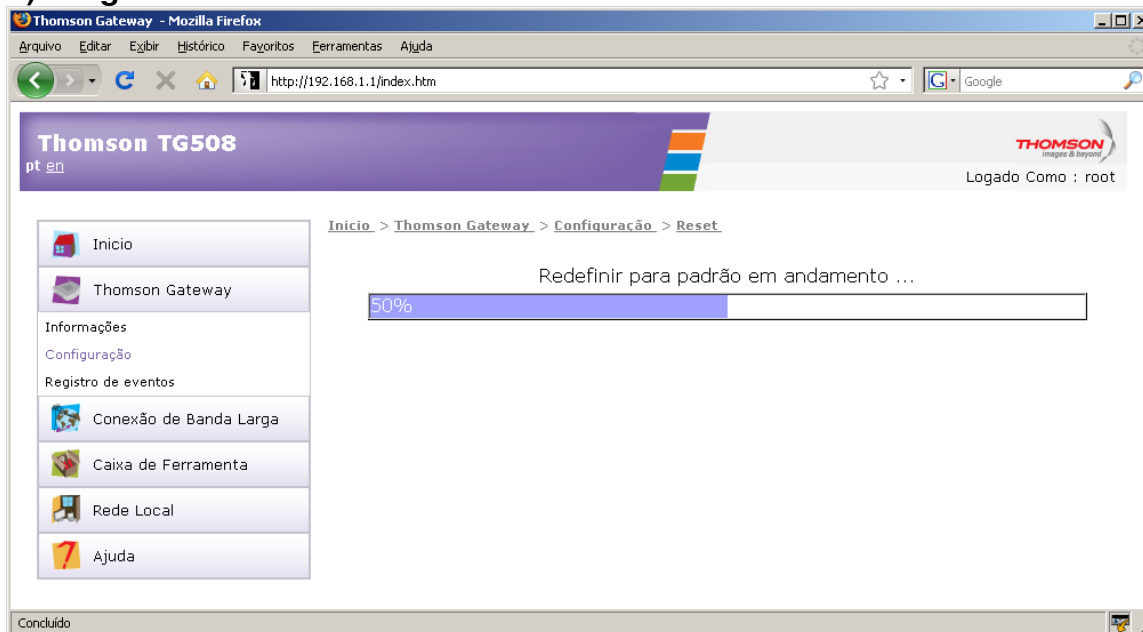 Thomson Gateway - Mozilla Firefox
Arquivo Editar Exibir Histórico Favoritos Ferramentas Ajuda
http://192.168.1.1/index.htm
G Google
Thomson TG508
pt en
THOMSON
images & beyond
Logado Como : root
Inicio > Thomson Gateway > Configuração > Reset
Inicio
Thomson Gateway
Informações
Configuração
Registro de eventos
Conexão de Banda Larga
Caixa de Ferramenta
Rede Local
Ajuda
Redefinir para padrão em andamento ...
50%
Concluído